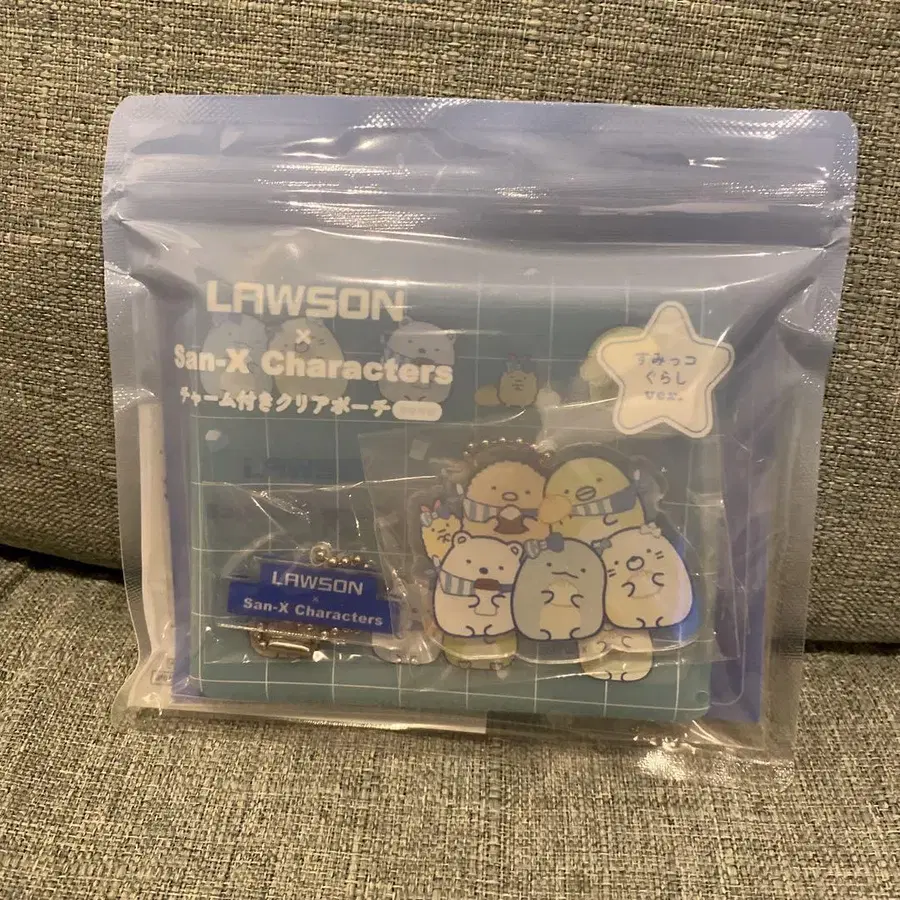 LAWSON
×
San-X Characters
チャーム付きクリアポーチ
すみっコ
ぐらし
ver.
LAWSON
×
San-X Characters